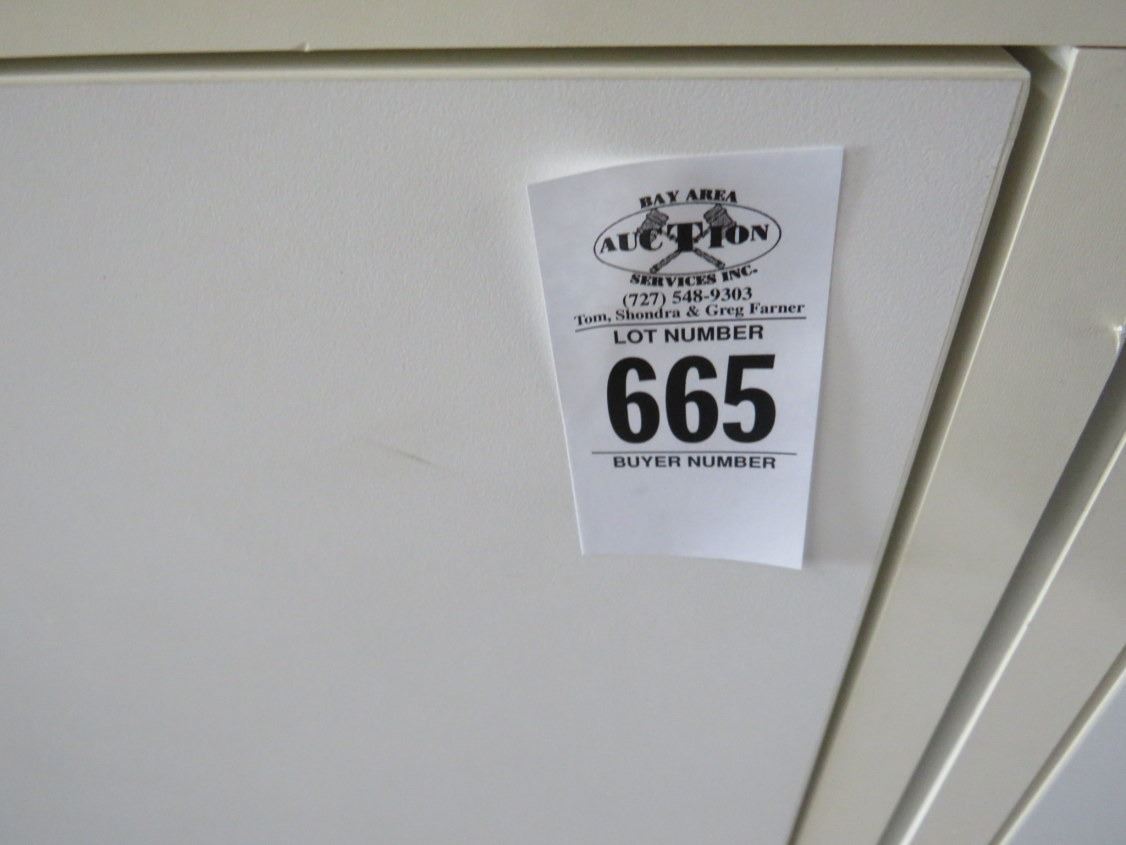 BAY AREA
AUCTION
SERVICES INC.
(727) 548-9303
Tom, Shondra & Greg Farner
LOT NUMBER
665
BUYER NUMBER